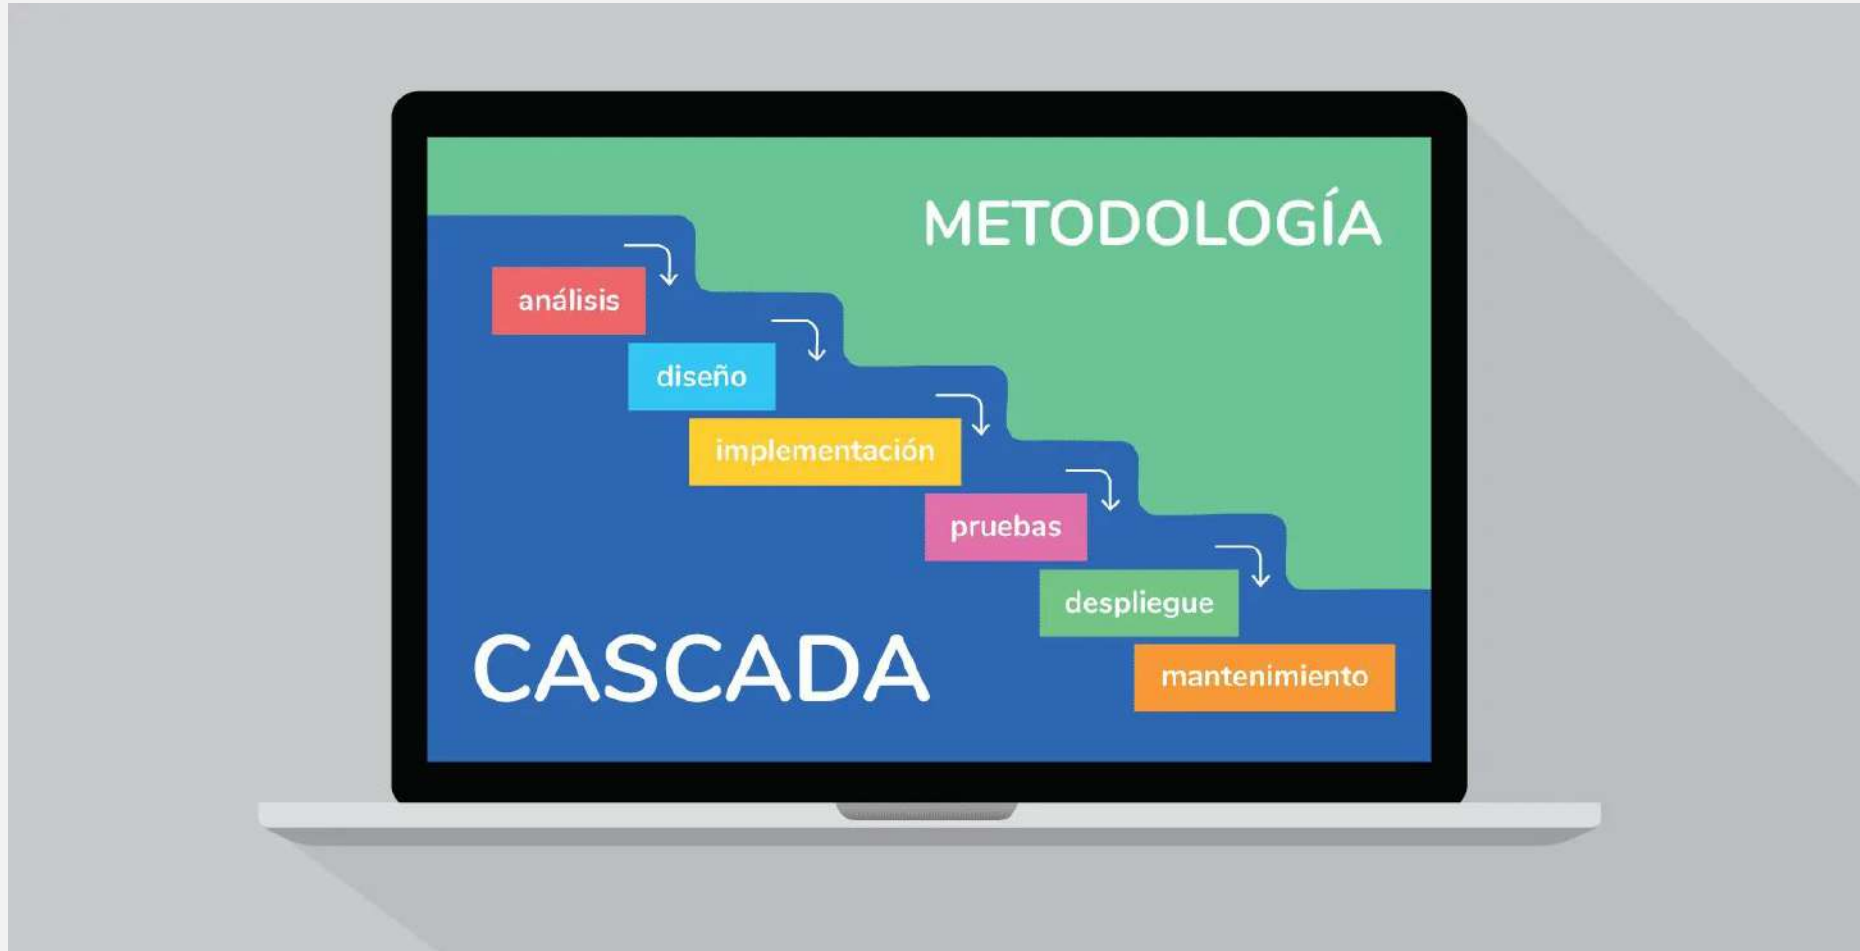 METODOLOGÍA
análisis
diseño
implementación
pruebas
despliegue
CASCADA
mantenimiento